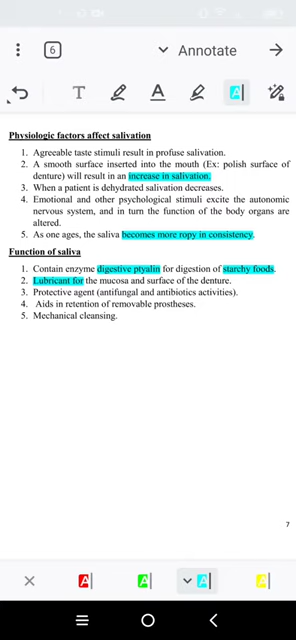 6
Annotate
T A A
Physiologic factors affect salivation
1. Agreeable taste stimuli result in profuse salivation.
2. A smooth surface inserted into the mouth (Ex: polish surface of
denture) will result in an increase in salivation.
3. When a patient is dehydrated salivation decreases.
4. Emotional and other psychological stimuli excite the autonomic
nervous system, and in turn the function of the body organs are
altered.
5. As one ages, the saliva becomes more ropy in consistency.
Function of saliva
1. Contain enzyme digestive ptyalin for digestion of starchy foods.
2. Lubricant for the mucosa and surface of the denture.
3. Protective agent (antifungal and antibiotics activities).
4. Aids in retention of removable prostheses.
5. Mechanical cleansing.
7
A A A A